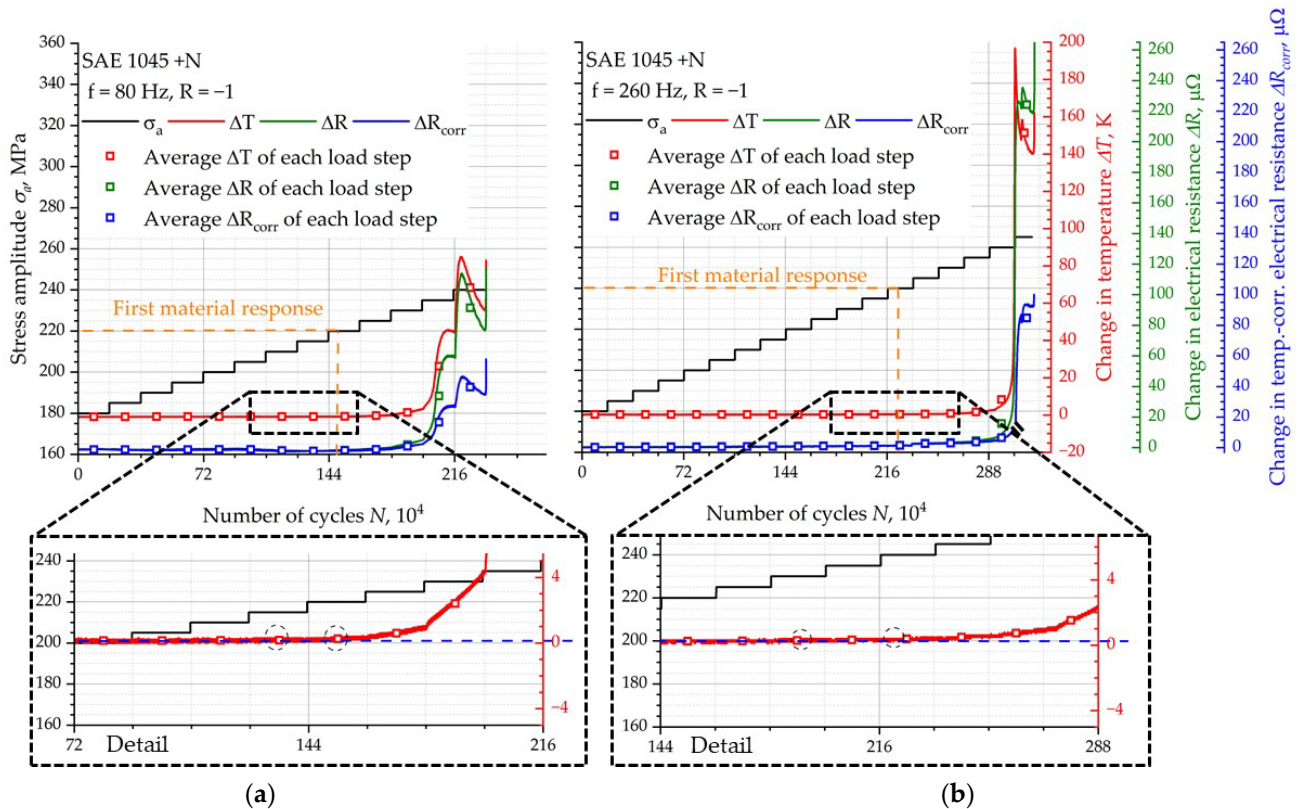 SAE 1045 +N
f = 80 Hz, R = −1
σa ΔT ΔR ΔRcorr
Average ΔT of each load step
Average ΔR of each load step
Average ΔRcorr of each load step
First material response
Stress amplitude σa, MPa
360
340
320
300
280
260
240
220
200
180
160
0 72 144 216
Number of cycles N, 10⁴
SAE 1045 +N
f = 260 Hz, R = −1
σa ΔT ΔR ΔRcorr
Average ΔT of each load step
Average ΔR of each load step
Average ΔRcorr of each load step
First material response
0 72 144 216 288
Number of cycles N, 10⁴
200
180
160
140
120
100
80
60
40
20
0
−20
Change in temperature ΔT, K
260
240
220
200
180
160
140
120
100
80
60
40
20
0
Change in electrical resistance ΔR, μΩ
260
240
220
200
180
160
140
120
100
80
60
40
20
0
Change in temp.-corr. electrical resistance ΔRcorr, μΩ
240
220
200
180
160
4
0
−4
72 144 216
Detail
240
220
200
180
160
4
0
−4
144 216 288
Detail
(a)
(b)